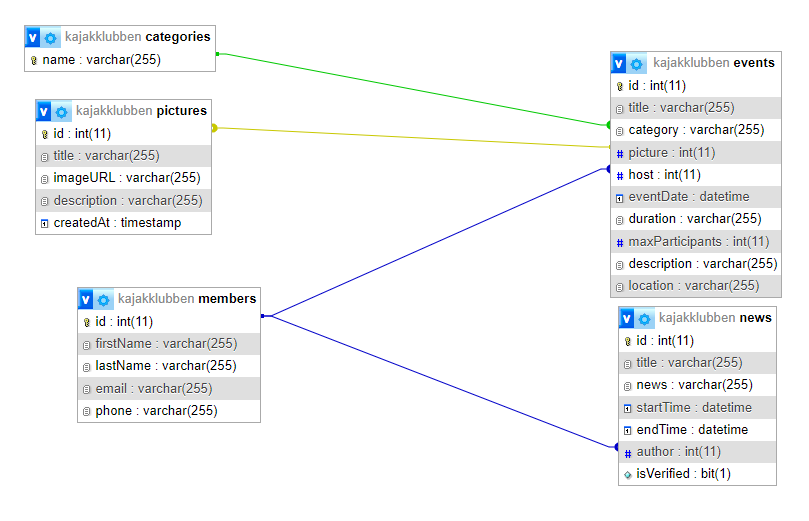 kajakklubben categories
name : varchar(255)
kajakklubben pictures
id : int(11)
title : varchar(255)
imageURL : varchar(255)
description : varchar(255)
createdAt : timestamp
kajakklubben members
id : int(11)
firstName : varchar(255)
lastName : varchar(255)
email : varchar(255)
phone : varchar(255)
kajakklubben events
id : int(11)
title : varchar(255)
category : varchar(255)
# picture : int(11)
# host : int(11)
eventDate : datetime
duration : varchar(255)
# maxParticipants : int(11)
description : varchar(255)
location : varchar(255)
kajakklubben news
id : int(11)
title : varchar(255)
news : varchar(255)
startTime : datetime
endTime : datetime
# author : int(11)
isVerified : bit(1)